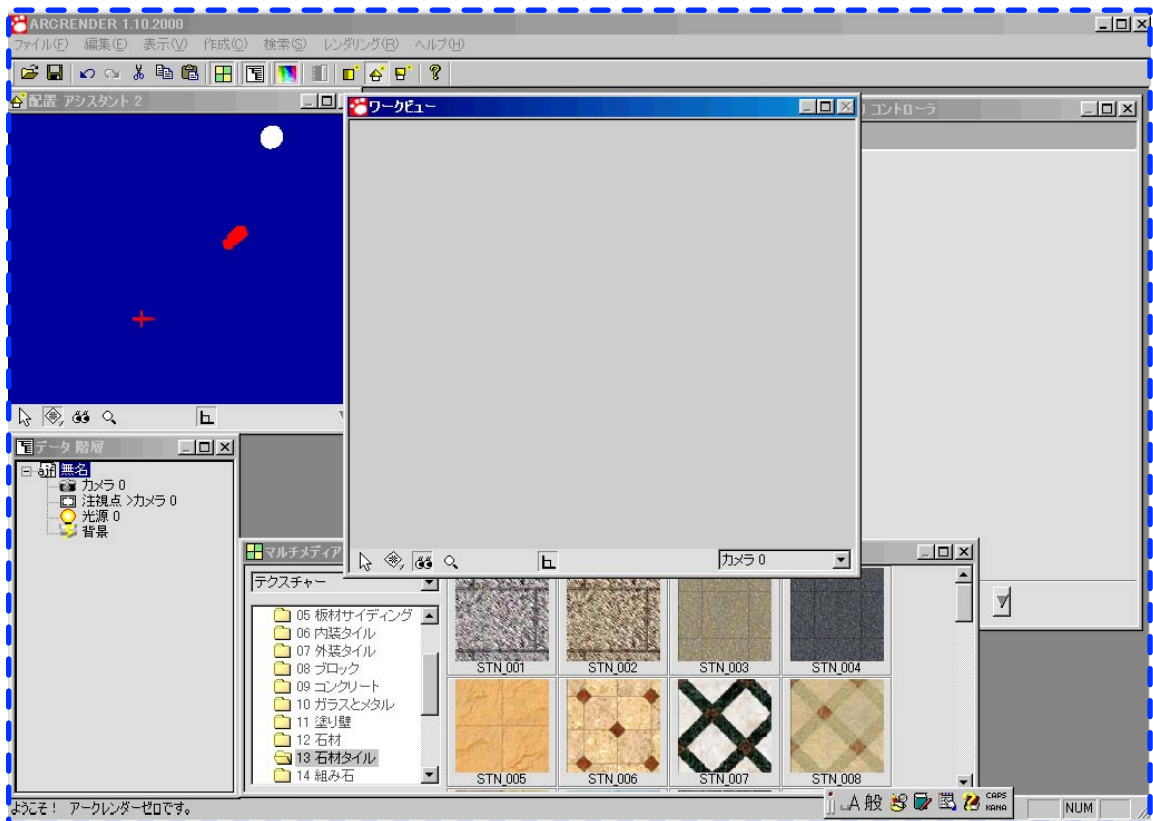 ARCRENDER 1.10.2000
ファイル(F) 編集(E) 表示(V) 作成(C) 検索(S) レンダリング(R) ヘルプ(H)
配置 アシスタント 2
ワークビュー
コントローラ
データ 階層
無名
カメラ 0
注視点 >カメラ 0
光源 0
背景
カメラ 0
マルチメディア
テクスチャー
05 板材サイディング
06 内装タイル
07 外装タイル
08 ブロック
09 コンクリート
10 ガラスとメタル
11 塗り壁
12 石材
13 石材タイル
14 組み石
STN_001 STN_002 STN_003 STN_004
STN_005 STN_006 STN_007 STN_008
ようこそ! アークレンダーゼロです。
A 般 CAPS
KANA
NUM